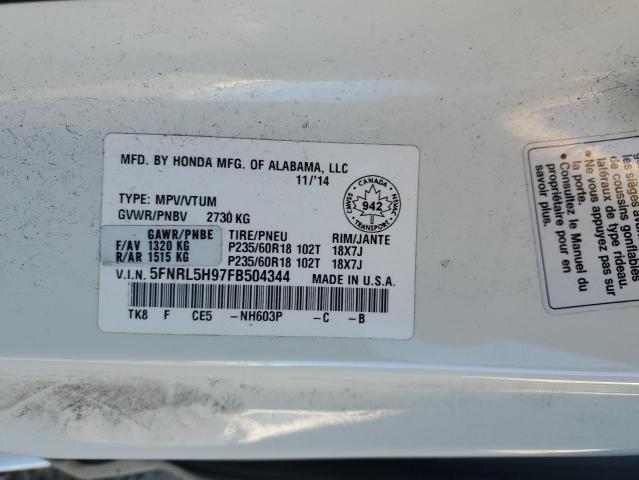 MFD. BY HONDA MFG. OF ALABAMA, LLC
11/'14
TYPE: MPV/VTUM
GVWR/PNBV 2730 KG
GAWR/PNBE TIRE/PNEU RIM/JANTE
F/AV 1320 KG P235/60R18 102T 18X7J
R/AR 1515 KG P235/60R18 102T 18X7J
V.I.N. 5FNRL5H97FB504344 MADE IN U.S.A.
TK8 F CE5 -NH603P -C -B
CANADA
CMVSS 942 NSVAC
les sièges
de coussins gonflables
latéraux de type rideau.
• Ne vous appuyez pas sur
la porte.
• Consultez le Manuel du
propriétaire pour en
savoir plus.